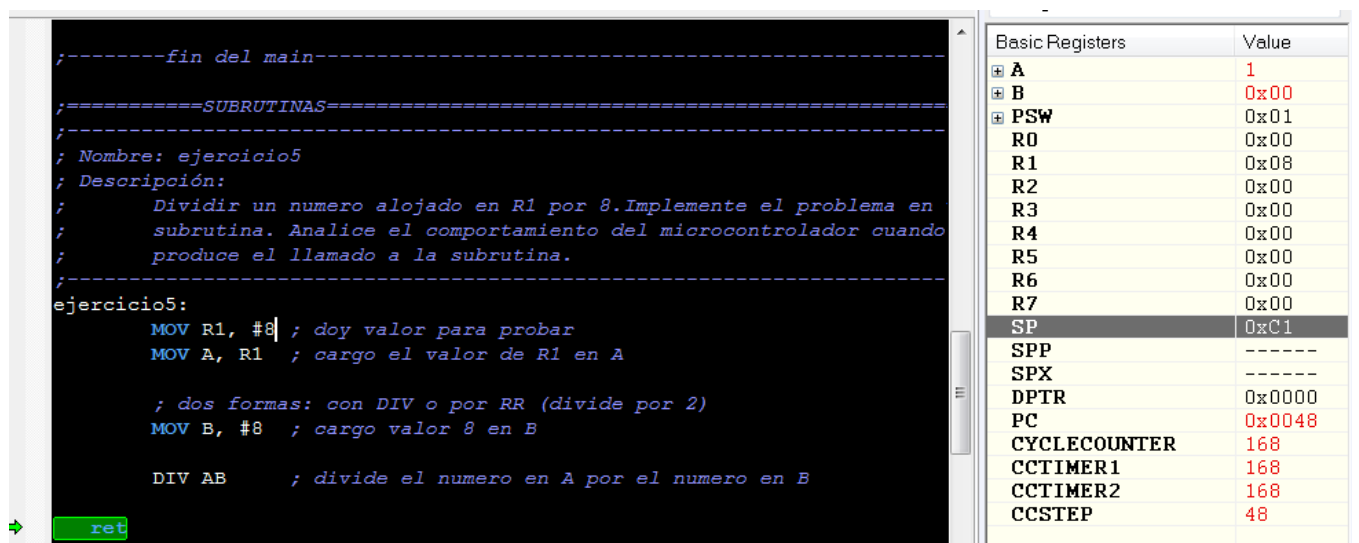 ;--------fin del main----------------------------------------------
;===========SUBRUTINAS==============================================
;-------------------------------------------------------------------
; Nombre: ejercicio5
; Descripción:
; Dividir un numero alojado en R1 por 8.Implemente el problema en
; subrutina. Analice el comportamiento del microcontrolador cuando
; produce el llamado a la subrutina.
;-------------------------------------------------------------------
ejercicio5:
MOV R1, #8 ; doy valor para probar
MOV A, R1 ; cargo el valor de R1 en A
; dos formas: con DIV o por RR (divide por 2)
MOV B, #8 ; cargo valor 8 en B
DIV AB ; divide el numero en A por el numero en B
ret
Basic Registers Value
A 1
B 0x00
PSW 0x01
R0 0x00
R1 0x08
R2 0x00
R3 0x00
R4 0x00
R5 0x00
R6 0x00
R7 0x00
SP 0xC1
SPP ------
SPX ------
DPTR 0x0000
PC 0x0048
CYCLECOUNTER 168
CCTIMER1 168
CCTIMER2 168
CCSTEP 48